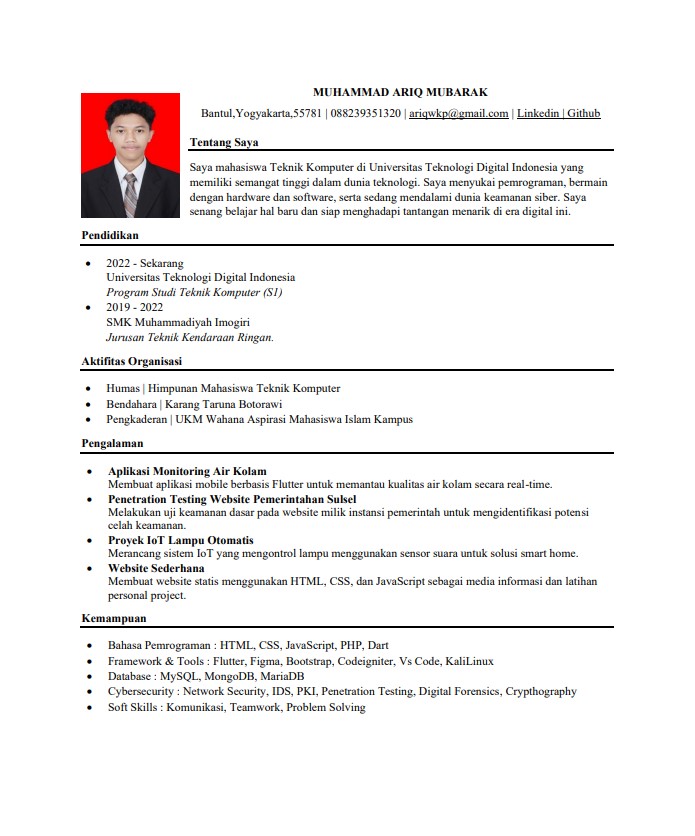 MUHAMMAD ARIQ MUBARAK
Bantul,Yogyakarta,55781 | 088239351320 | ariqwkp@gmail.com | Linkedin | Github
Tentang Saya
Saya mahasiswa Teknik Komputer di Universitas Teknologi Digital Indonesia yang
memiliki semangat tinggi dalam dunia teknologi. Saya menyukai pemrograman, bermain
dengan hardware dan software, serta sedang mendalami dunia keamanan siber. Saya
senang belajar hal baru dan siap menghadapi tantangan menarik di era digital ini.
Pendidikan
• 2022 - Sekarang
Universitas Teknologi Digital Indonesia
Program Studi Teknik Komputer (S1)
• 2019 - 2022
SMK Muhammadiyah Imogiri
Jurusan Teknik Kendaraan Ringan.
Aktifitas Organisasi
• Humas | Himpunan Mahasiswa Teknik Komputer
• Bendahara | Karang Taruna Botorawi
• Pengkaderan | UKM Wahana Aspirasi Mahasiswa Islam Kampus
Pengalaman
• Aplikasi Monitoring Air Kolam
Membuat aplikasi mobile berbasis Flutter untuk memantau kualitas air kolam secara real-time.
• Penetration Testing Website Pemerintahan Sulsel
Melakukan uji keamanan dasar pada website milik instansi pemerintah untuk mengidentifikasi potensi
celah keamanan.
• Proyek IoT Lampu Otomatis
Merancang sistem IoT yang mengontrol lampu menggunakan sensor suara untuk solusi smart home.
• Website Sederhana
Membuat website statis menggunakan HTML, CSS, dan JavaScript sebagai media informasi dan latihan
personal project.
Kemampuan
• Bahasa Pemrograman : HTML, CSS, JavaScript, PHP, Dart
• Framework & Tools : Flutter, Figma, Bootstrap, Codeigniter, Vs Code, KaliLinux
• Database : MySQL, MongoDB, MariaDB
• Cybersecurity : Network Security, IDS, PKI, Penetration Testing, Digital Forensics, Crypthography
• Soft Skills : Komunikasi, Teamwork, Problem Solving